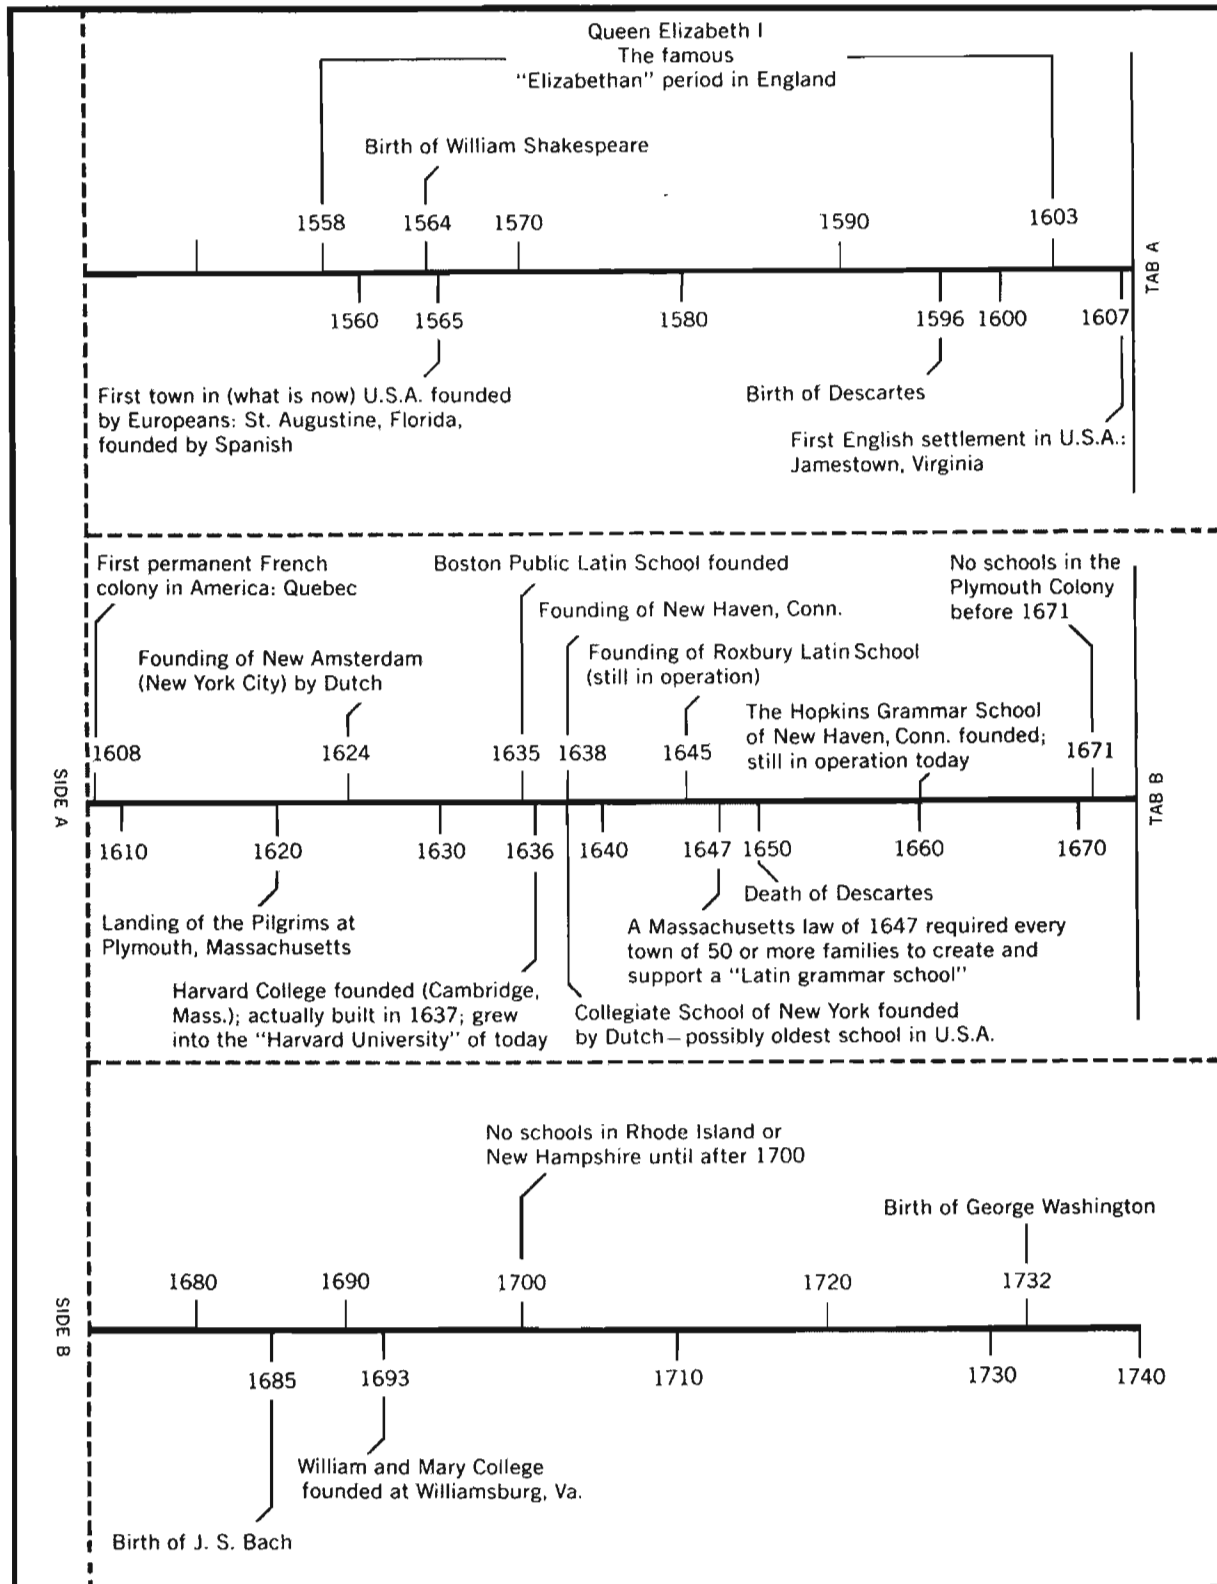 Queen Elizabeth I
The famous
"Elizabethan" period in England
Birth of William Shakespeare
1558
1564
1570
1590
1603
TAB A
1560
1565
1580
1596
1600
1607
First town in (what is now) U.S.A. founded
by Europeans: St. Augustine, Florida,
founded by Spanish
Birth of Descartes
First English settlement in U.S.A.:
Jamestown, Virginia
First permanent French
colony in America: Quebec
Boston Public Latin School founded
No schools in the
Plymouth Colony
before 1671
Founding of New Haven, Conn.
Founding of New Amsterdam
(New York City) by Dutch
Founding of Roxbury Latin School
(still in operation)
The Hopkins Grammar School
of New Haven, Conn. founded;
still in operation today
1608
1624
1635
1638
1645
1671
SIDE A
TAB B
1610
1620
1630
1636
1640
1647
1650
1660
1670
Landing of the Pilgrims at
Plymouth, Massachusetts
Death of Descartes
A Massachusetts law of 1647 required every
town of 50 or more families to create and
support a "Latin grammar school"
Harvard College founded (Cambridge,
Mass.); actually built in 1637; grew
into the "Harvard University" of today
Collegiate School of New York founded
by Dutch—possibly oldest school in U.S.A.
No schools in Rhode Island or
New Hampshire until after 1700
Birth of George Washington
1680
1690
1700
1720
1732
SIDE B
1685
1693
1710
1730
1740
William and Mary College
founded at Williamsburg, Va.
Birth of J. S. Bach